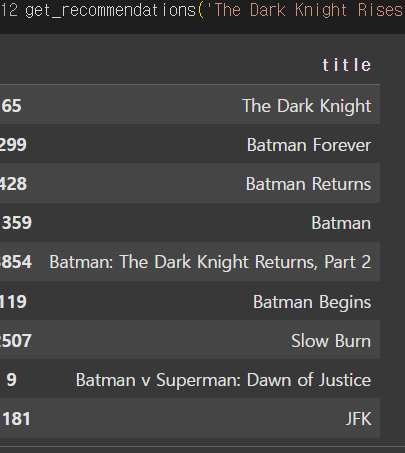 12 get_recommendations('The Dark Knight Rises
title
65 The Dark Knight
299 Batman Forever
428 Batman Returns
359 Batman
3854 Batman: The Dark Knight Returns, Part 2
119 Batman Begins
2507 Slow Burn
9 Batman v Superman: Dawn of Justice
181 JFK